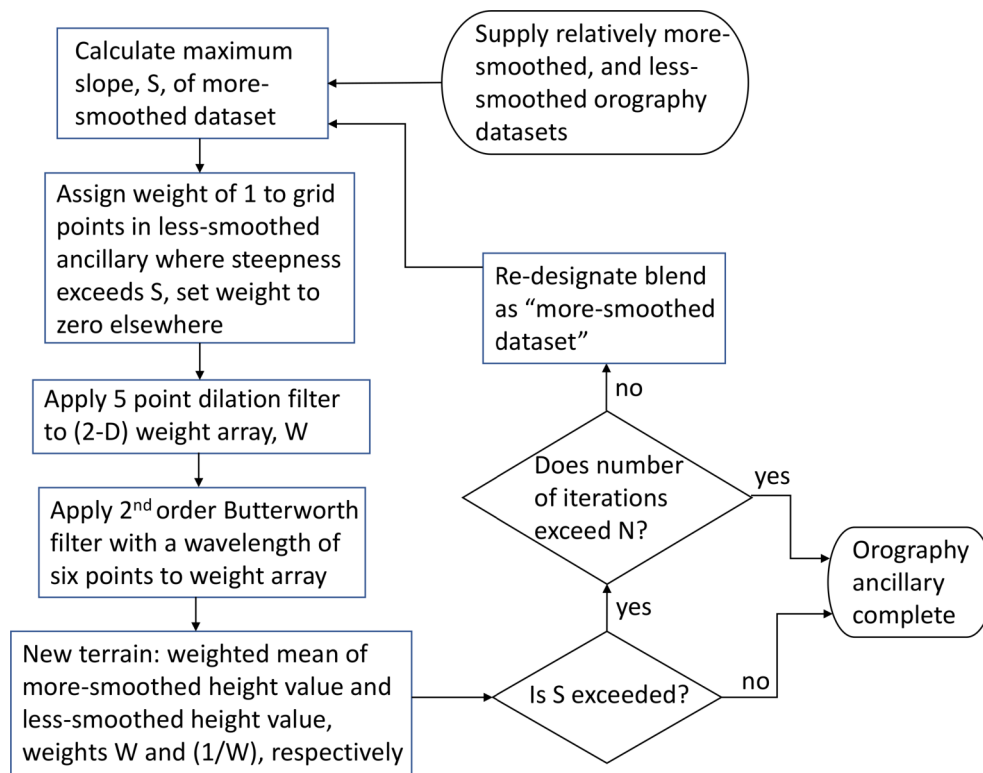 Supply relatively more-
smoothed, and less-
smoothed orography
datasets
Calculate maximum
slope, S, of more-
smoothed dataset
Assign weight of 1 to grid
points in less-smoothed
ancillary where steepness
exceeds S, set weight to
zero elsewhere
Apply 5 point dilation filter
to (2-D) weight array, W
Apply 2nd order Butterworth
filter with a wavelength of
six points to weight array
New terrain: weighted mean of
more-smoothed height value and
less-smoothed height value,
weights W and (1/W), respectively
Is S exceeded?
no
yes
Does number
of iterations
exceed N?
yes
no
Re-designate blend
as “more-smoothed
dataset”
Orography
ancillary
complete